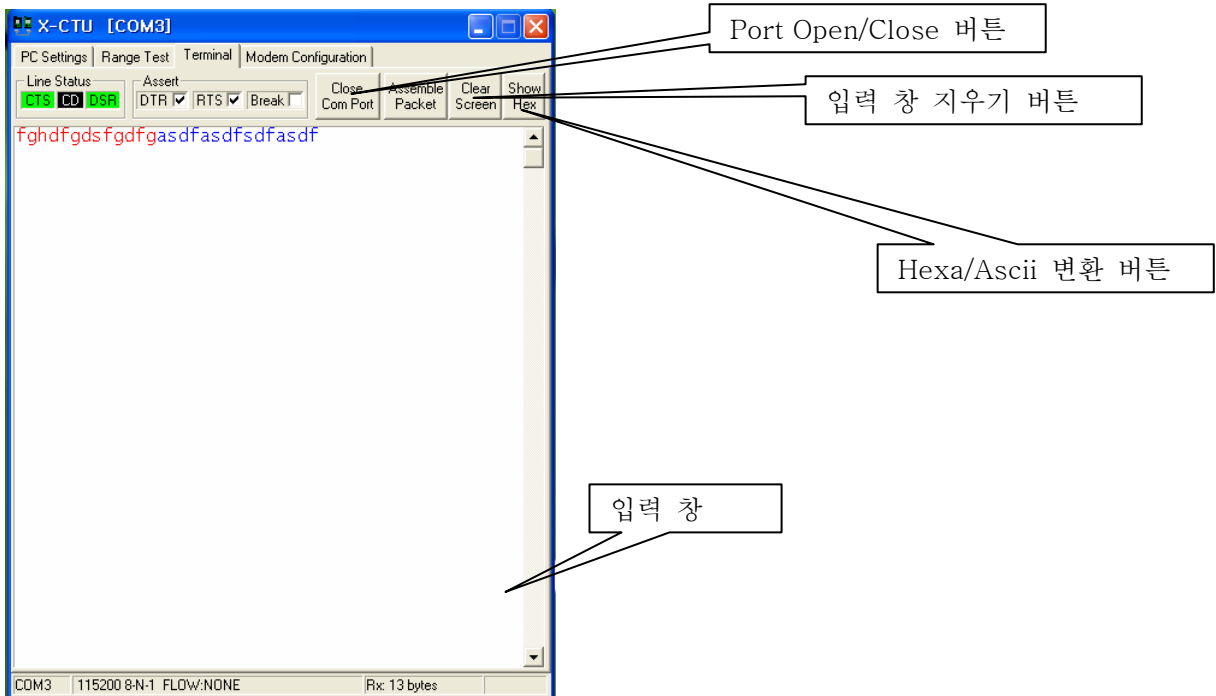 X-CTU [COM3]
PC Settings Range Test Terminal Modem Configuration
Line Status
CTS CD DSR
Assert
DTR RTS Break
Close
Com Port
Assemble
Packet
Clear
Screen
Show
Hex
fghdfgdsfgdfgasdfasdfsdfasdf
Port Open/Close 버튼
입력 창 지우기 버튼
Hexa/Ascii 변환 버튼
입력 창
COM3 115200 8-N-1 FLOW:NONE Rx: 13 bytes